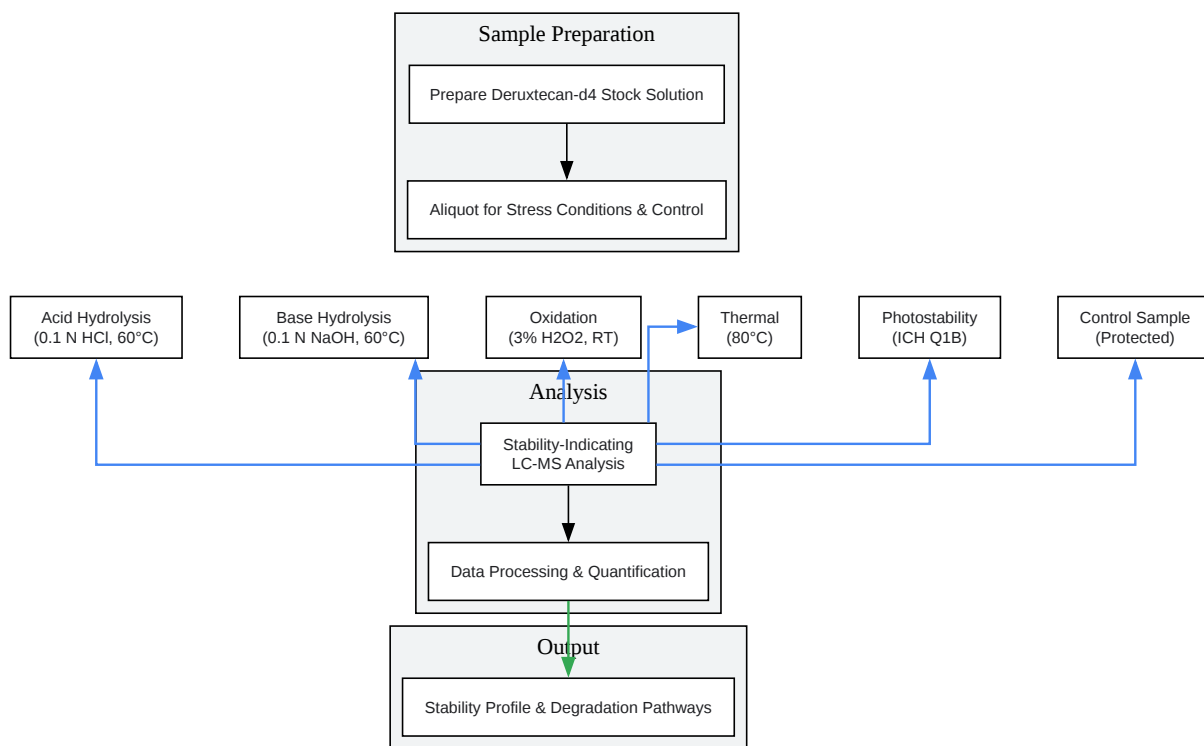 Sample Preparation
Prepare Deruxtecan-d4 Stock Solution
Aliquot for Stress Conditions & Control
Acid Hydrolysis
(0.1 N HCl, 60°C)
Base Hydrolysis
(0.1 N NaOH, 60°C)
Oxidation
(3% H2O2, RT)
Thermal
(80°C)
Photostability
(ICH Q1B)
Control Sample
(Protected)
Analysis
Stability-Indicating
LC-MS Analysis
Data Processing & Quantification
Output
Stability Profile & Degradation Pathways